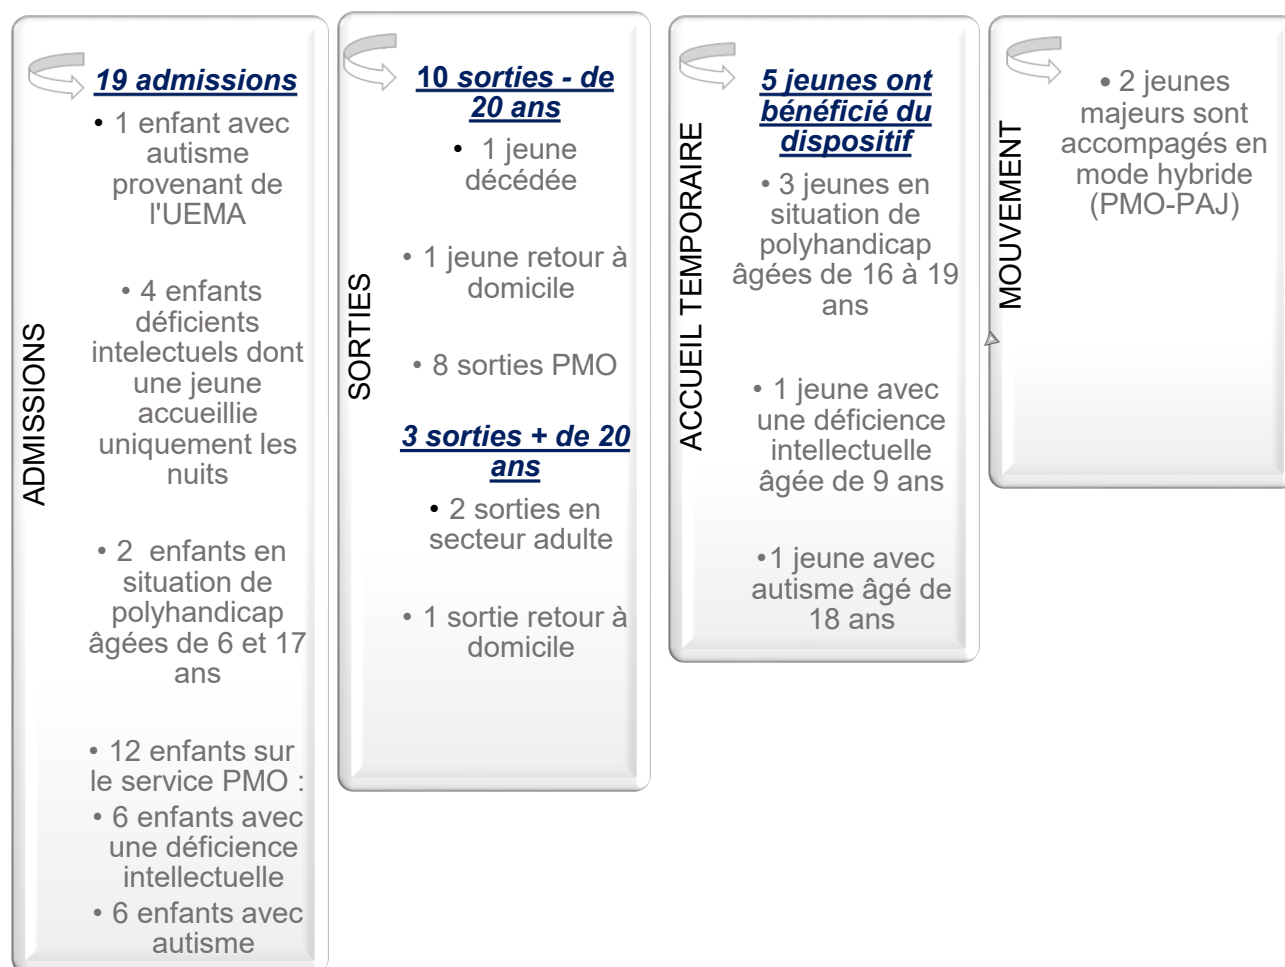 ADMISSIONS
19 admissions
• 1 enfant avec
autisme
provenant de
l'UEMA
• 4 enfants
déficients
intelectuels dont
une jeune
accueillie
uniquement les
nuits
• 2 enfants en
situation de
polyhandicap
âgées de 6 et 17
ans
• 12 enfants sur
le service PMO :
• 6 enfants avec
une déficience
intellectuelle
• 6 enfants avec
autisme
SORTIES
10 sorties - de
20 ans
• 1 jeune
décédée
• 1 jeune retour à
domicile
• 8 sorties PMO
3 sorties + de 20
ans
• 2 sorties en
secteur adulte
• 1 sortie retour à
domicile
ACCUEIL TEMPORAIRE
5 jeunes ont
bénéficié du
dispositif
• 3 jeunes en
situation de
polyhandicap
âgées de 16 à 19
ans
• 1 jeune avec
une déficience
intellectuelle
âgée de 9 ans
•1 jeune avec
autisme âgé de
18 ans
MOUVEMENT
• 2 jeunes
majeurs sont
accompagés en
mode hybride
(PMO-PAJ)